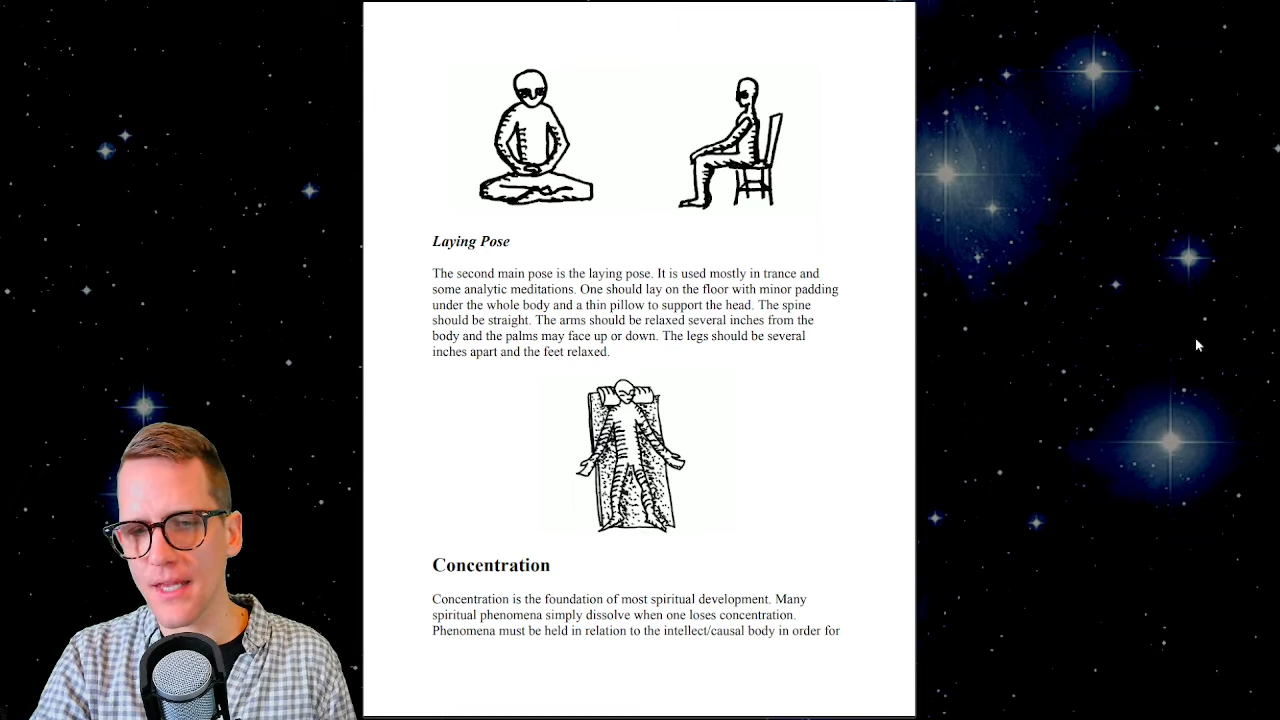 Laying Pose
The second main pose is the laying pose. It is used mostly in trance and
some analytic meditations. One should lay on the floor with minor padding
under the whole body and a thin pillow to support the head. The spine
should be straight. The arms should be relaxed several inches from the
body and the palms may face up or down. The legs should be several
inches apart and the feet relaxed.
Concentration
Concentration is the foundation of most spiritual development. Many
spiritual phenomena simply dissolve when one loses concentration.
Phenomena must be held in relation to the intellect/causal body in order for